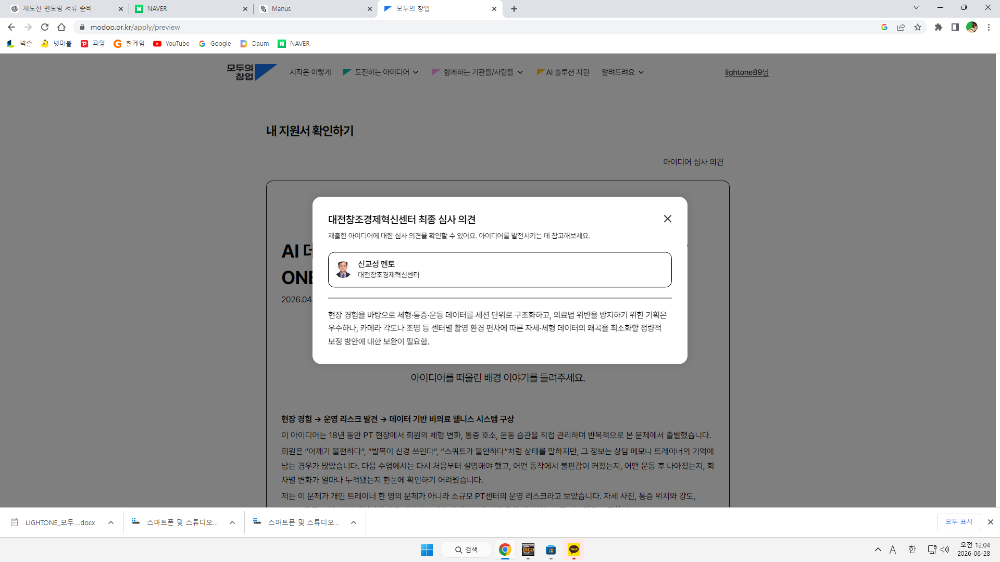 재도전 멘토링 서류 준비
NAVER
Manus
모두의 창업
modoo.or.kr/apply/preview
넥슨
넷마블
피망
한게임
YouTube
Google
Daum
NAVER
모두의
창업
시작은 이렇게
도전하는 아이디어
함께하는 기관들/사람들
AI 솔루션 지원
알려드려요
lightone89님
내 지원서 확인하기
아이디어 심사 의견
AI
ONE
2026.04.
대전창조경제혁신센터 최종 심사 의견
제출한 아이디어에 대한 심사 의견을 확인할 수 있어요. 아이디어를 발전시키는 데 참고해보세요.
신교성 멘토
대전창조경제혁신센터
현장 경험을 바탕으로 체형·통증·운동 데이터를 세션 단위로 구조화하고, 의료법 위반을 방지하기 위한 기획은
우수하나, 카메라 각도나 조명 등 센터별 촬영 환경 편차에 따른 자세·체형 데이터의 왜곡을 최소화할 정량적
보정 방안에 대한 보완이 필요함.
아이디어를 떠올린 배경 이야기를 들려주세요.
현장 경험 → 운영 리스크 발견 → 데이터 기반 비의료 웰니스 시스템 구상
이 아이디어는 18년 동안 PT 현장에서 회원의 체형 변화, 통증 호소, 운동 습관을 직접 관리하며 반복적으로 본 문제에서 출발했습니다.
회원은 “어깨가 불편하다”, “발목이 신경 쓰인다”, “스쿼트가 불안하다”처럼 상태를 말하지만, 그 정보는 상담 메모나 트레이너의 기억에
남는 경우가 많았습니다. 다음 수업에서는 다시 처음부터 설명해야 했고, 어떤 동작에서 불편감이 커졌는지, 어떤 운동 후 나아졌는지, 회
차별 변화가 얼마나 누적됐는지 한눈에 확인하기 어려웠습니다.
저는 이 문제가 개인 트레이너 한 명의 문제가 아니라 소규모 PT센터의 운영 리스크라고 보았습니다. 자세 사진, 통증 위치와 강도,
LIGHTONE_모두....docx
스마트폰 및 스튜디오...
스마트폰 및 스튜디오...
모두 표시
검색
pica
TALK
A
한
오전 12:04
2026-06-28